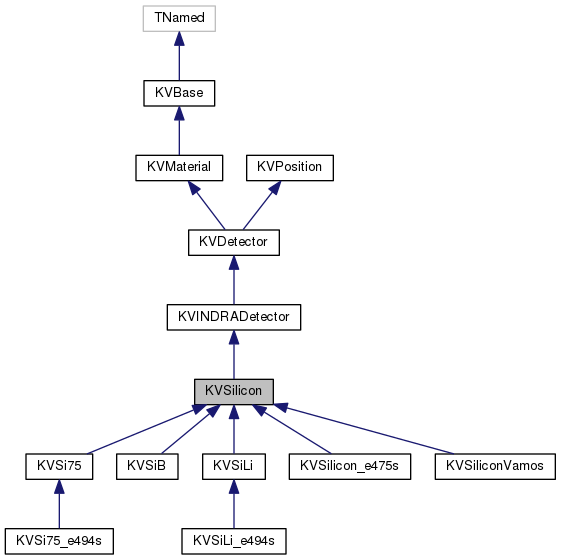 TNamed
KVBase
KVMaterial
KVPosition
KVDetector
KVINDRADetector
KVSilicon
KVSi75
KVSiB
KVSiLi
KVSilicon_e475s
KVSiliconVamos
KVSi75_e494s
KVSiLi_e494s